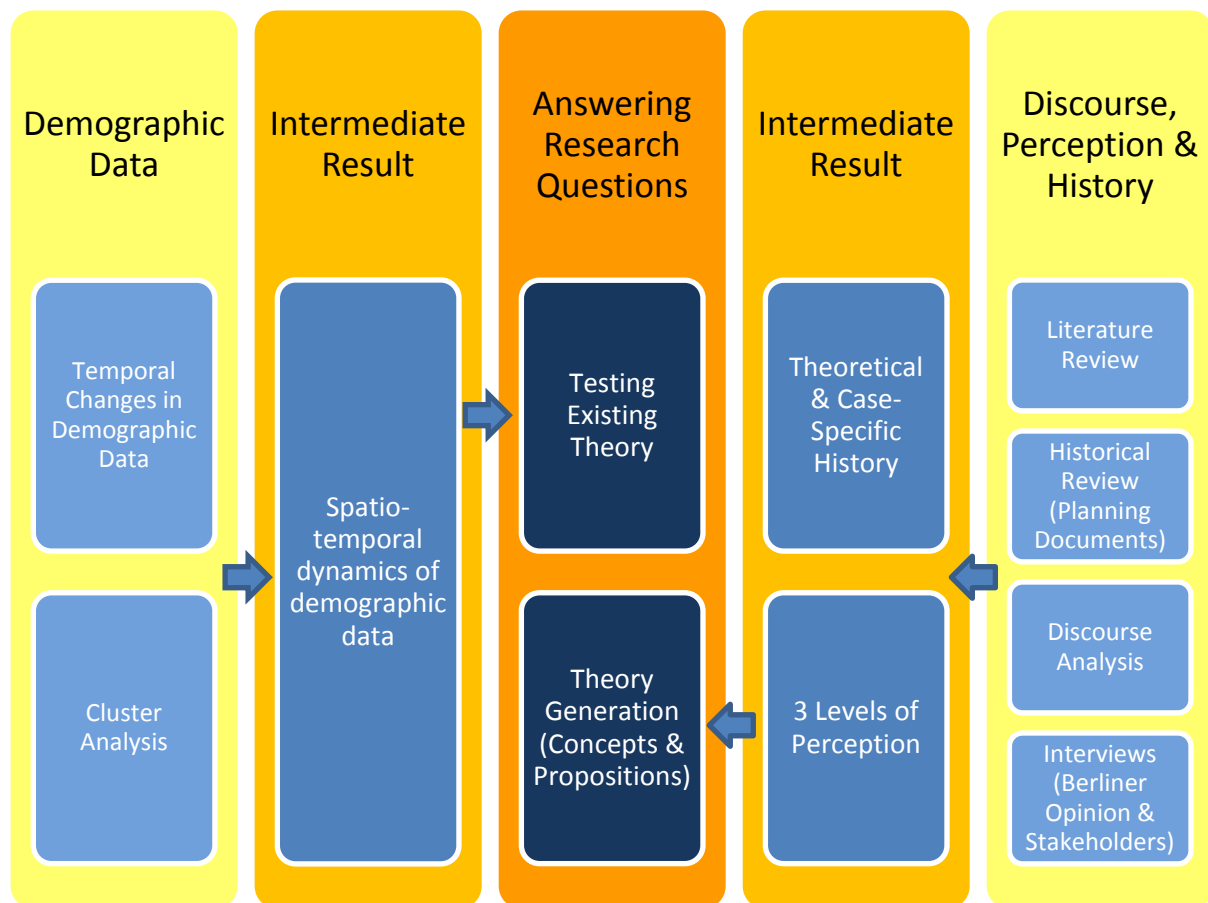 Demographic
Data
Intermediate
Result
Answering
Research
Questions
Intermediate
Result
Discourse,
Perception &
History
Temporal
Changes in
Demographic
Data
Cluster
Analysis
Spatio-
temporal
dynamics of
demographic
data
Testing
Existing
Theory
Theory
Generation
(Concepts &
Propositions)
Theoretical
& Case-
Specific
History
3 Levels of
Perception
Literature
Review
Historical
Review
(Planning
Documents)
Discourse
Analysis
Interviews
(Berliner
Opinion &
Stakeholders)